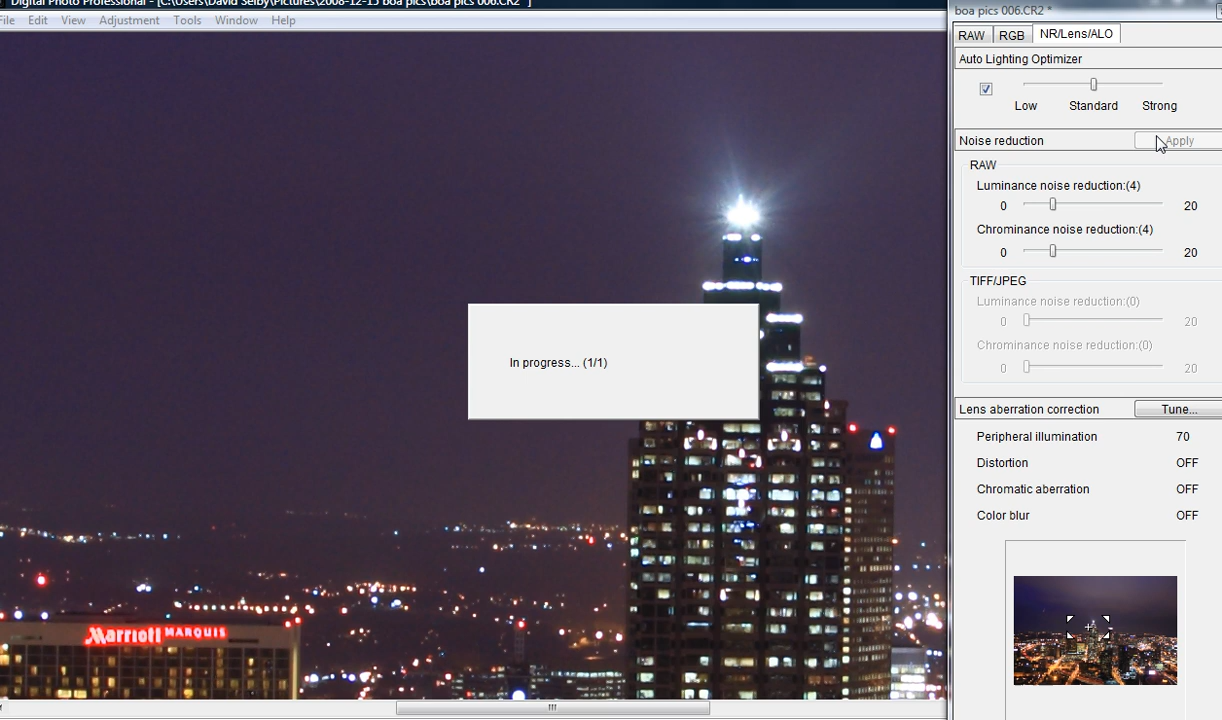 Digital Photo Professional - [C:\Users\David Selby\Pictures\2008-12-15 boa pics\boa pics 006.CR2 * ]
File Edit View Adjustment Tools Window Help
boa pics 006.CR2 *
RAW RGB NR/Lens/ALO
Auto Lighting Optimizer
Low Standard Strong
Noise reduction Apply
RAW
Luminance noise reduction:(4)
0 20
Chrominance noise reduction:(4)
0 20
TIFF/JPEG
Luminance noise reduction:(0)
0 20
Chrominance noise reduction:(0)
0 20
Lens aberration correction Tune...
Peripheral illumination 70
Distortion OFF
Chromatic aberration OFF
Color blur OFF
In progress... (1/1)
Marriott MARQUIS